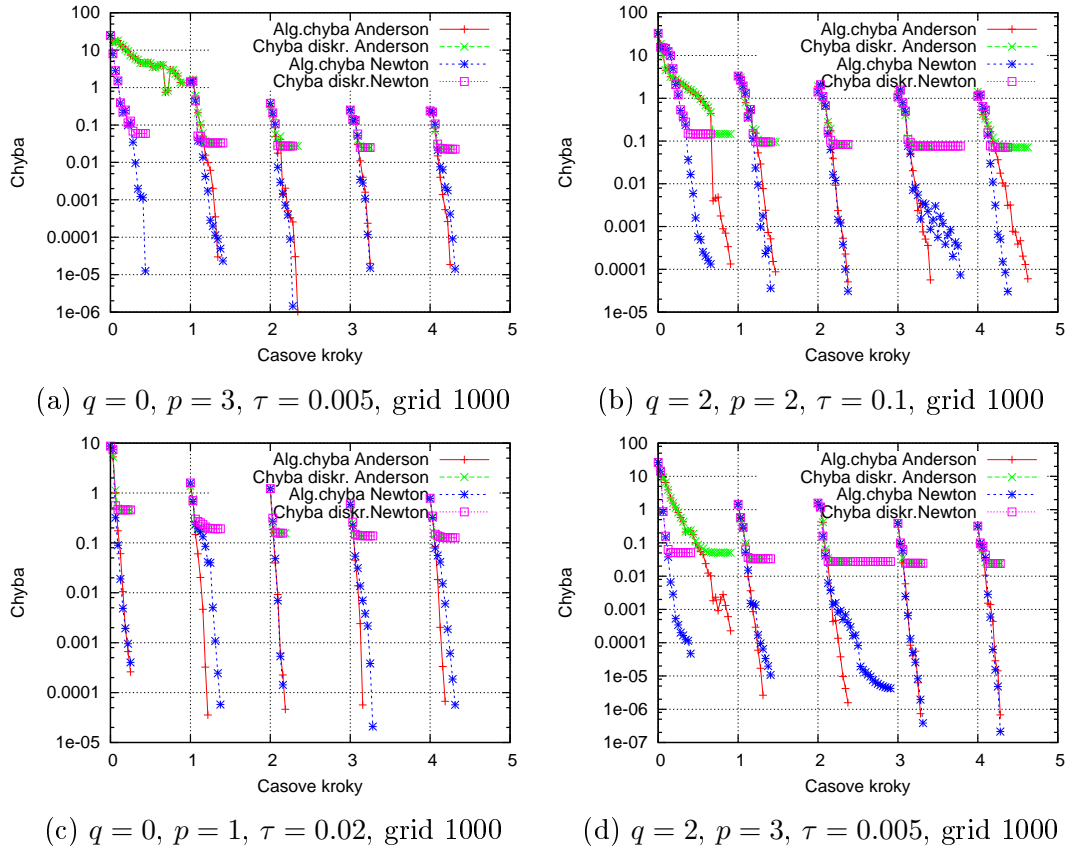 100
10
1
0.1
0.01
0.001
0.0001
1e-05
1e-06
0 1 2 3 4 5
Chyba
Casove kroky
Alg.chyba Anderson
Chyba diskr. Anderson
Alg.chyba Newton
Chyba diskr.Newton
(a) q = 0, p = 3, τ = 0.005, grid 1000
100
10
1
0.1
0.01
0.001
0.0001
1e-05
0 1 2 3 4 5
Chyba
Casove kroky
Alg.chyba Anderson
Chyba diskr. Anderson
Alg.chyba Newton
Chyba diskr.Newton
(b) q = 2, p = 2, τ = 0.1, grid 1000
10
1
0.1
0.01
0.001
0.0001
1e-05
0 1 2 3 4 5
Chyba
Casove kroky
Alg.chyba Anderson
Chyba diskr. Anderson
Alg.chyba Newton
Chyba diskr.Newton
(c) q = 0, p = 1, τ = 0.02, grid 1000
100
10
1
0.1
0.01
0.001
0.0001
1e-05
1e-06
1e-07
0 1 2 3 4 5
Chyba
Casove kroky
Alg.chyba Anderson
Chyba diskr. Anderson
Alg.chyba Newton
Chyba diskr.Newton
(d) q = 2, p = 3, τ = 0.005, grid 1000